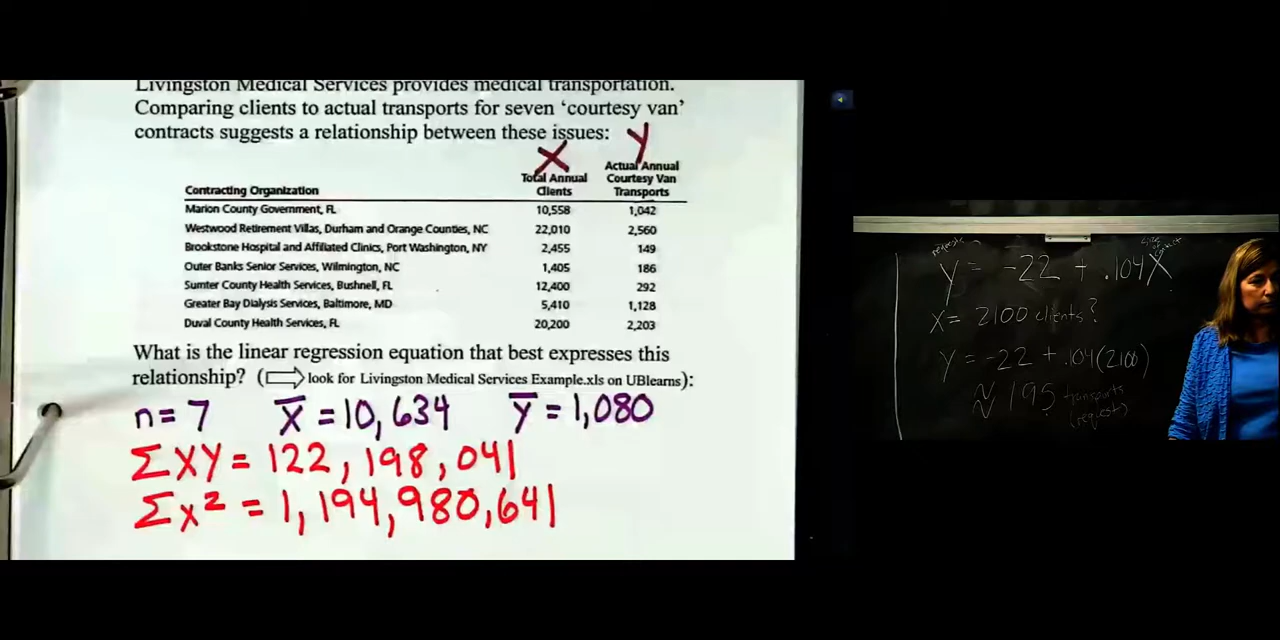 Livingston Medical Services provides medical transportation.
Comparing clients to actual transports for seven ‘courtesy van’
contracts suggests a relationship between these issues:
X Y
Total Annual Clients Actual Annual Courtesy Van Transports
Contracting Organization
Marion County Government, FL 10,558 1,042
Westwood Retirement Villas, Durham and Orange Counties, NC 22,010 2,560
Brookstone Hospital and Affiliated Clinics, Port Washington, NY 2,455 149
Outer Banks Senior Services, Wilmington, NC 1,405 186
Sumter County Health Services, Bushnell, FL 12,400 292
Greater Bay Dialysis Services, Baltimore, MD 5,410 1,128
Duval County Health Services, FL 20,200 2,203
What is the linear regression equation that best expresses this
relationship? (⇨ look for Livingston Medical Services Example.xls on UBlearns):
n = 7 X̅ = 10,634 Y̅ = 1,080
ΣXY = 122,198,041
Σx² = 1,194,980,641
requests size of contract
y = -22 + .104X
x = 2100 clients?
y = -22 + .104(2100)
≈ 195 transports
(request)